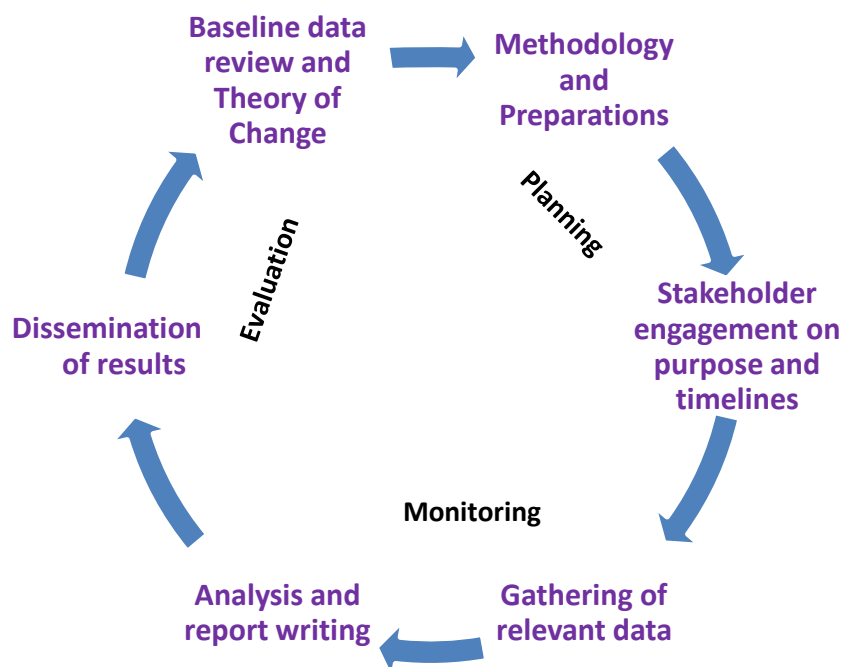 Baseline data
review and
Theory of
Change
Methodology
and
Preparations
Planning
Stakeholder
engagement on
purpose and
timelines
Monitoring
Gathering of
relevant data
Analysis and
report writing
Dissemination
of results
Evaluation